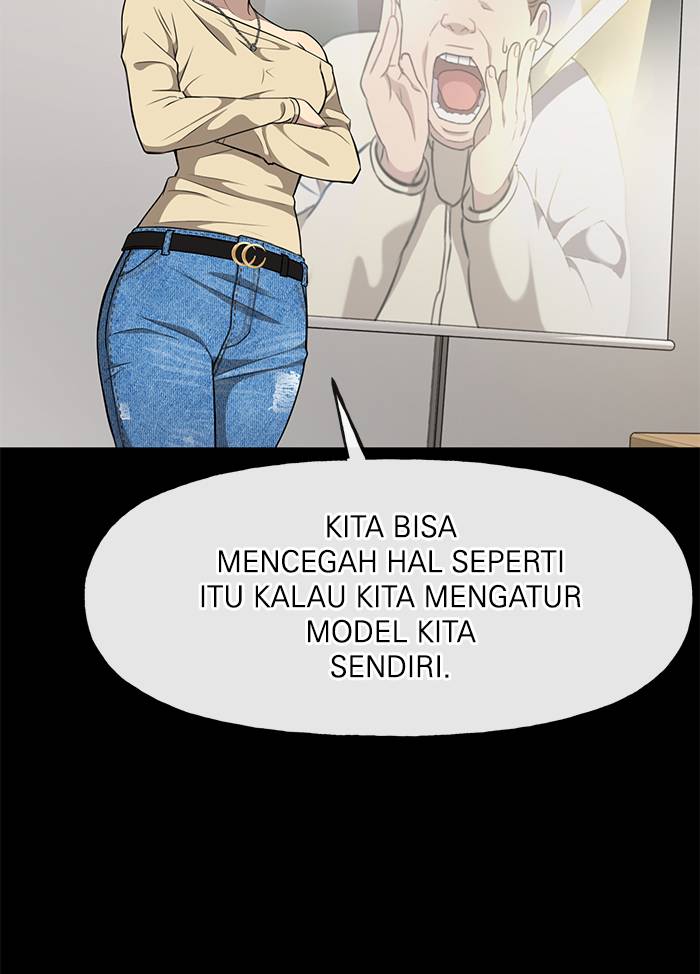 KITA BISA
MENCEGAH HAL SEPERTI
ITU KALAU KITA MENGATUR
MODEL KITA
SENDIRI.